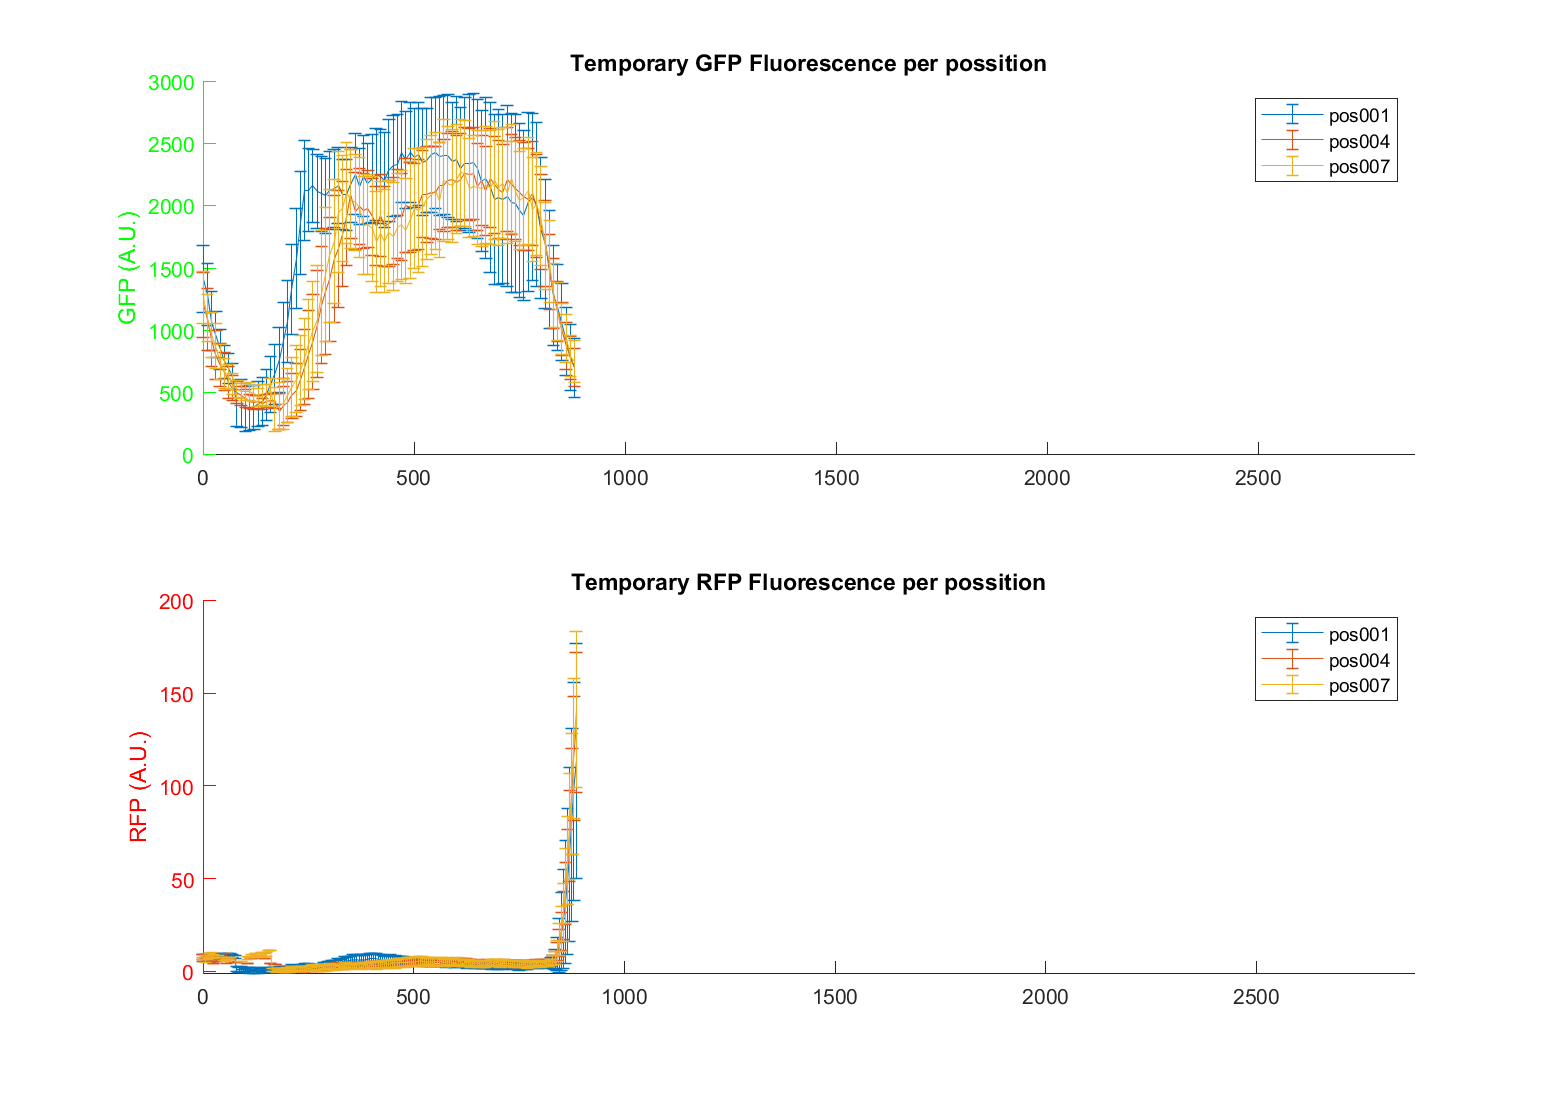 Temporary GFP Fluorescence per possition
3000
2500
2000
1500
1000
500
0
GFP (A.U.)
0 500 1000 1500 2000 2500
pos001
pos004
pos007
Temporary RFP Fluorescence per possition
200
150
100
50
0
RFP (A.U.)
0 500 1000 1500 2000 2500
pos001
pos004
pos007